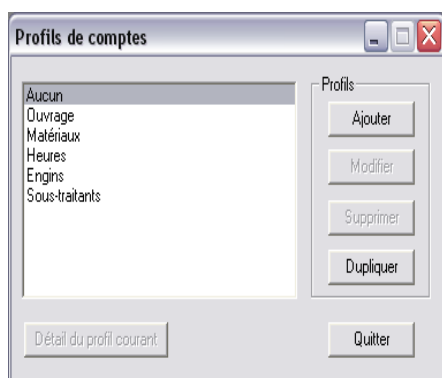 Profils de comptes
Aucun
Ouvrage
Matériaux
Heures
Engins
Sous-traitants
Profils
Ajouter
Modifier
Supprimer
Dupliquer
Détail du profil courant
Quitter